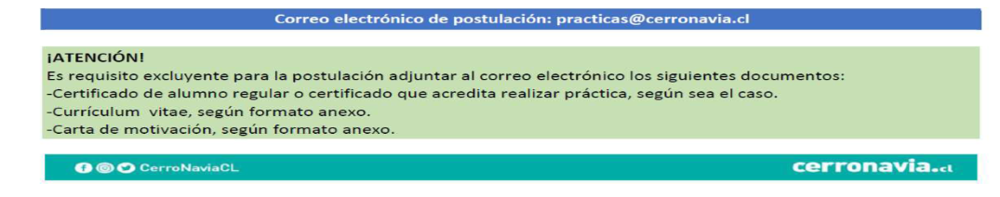 Correo electrónico de postulación: practicas@cerronavia.cl
¡ATENCIÓN!
Es requisito excluyente para la postulación adjuntar al correo electrónico los siguientes documentos:
-Certificado de alumno regular o certificado que acredita realizar práctica, según sea el caso.
-Currículum vitae, según formato anexo.
-Carta de motivación, según formato anexo.
CerroNaviaCL cerronavia.cl